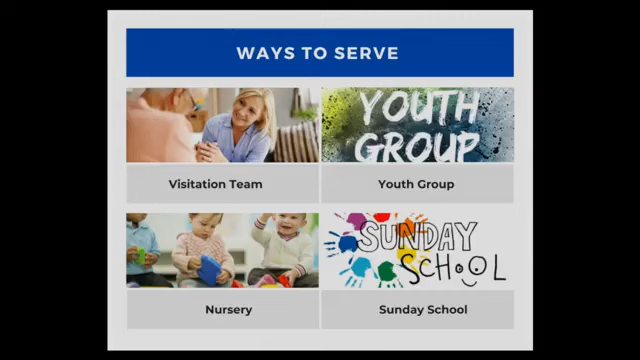 WAYS TO SERVE
YOUTH
GROUP
Visitation Team
Youth Group
SUNDAY
SCHOOL
Nursery
Sunday School